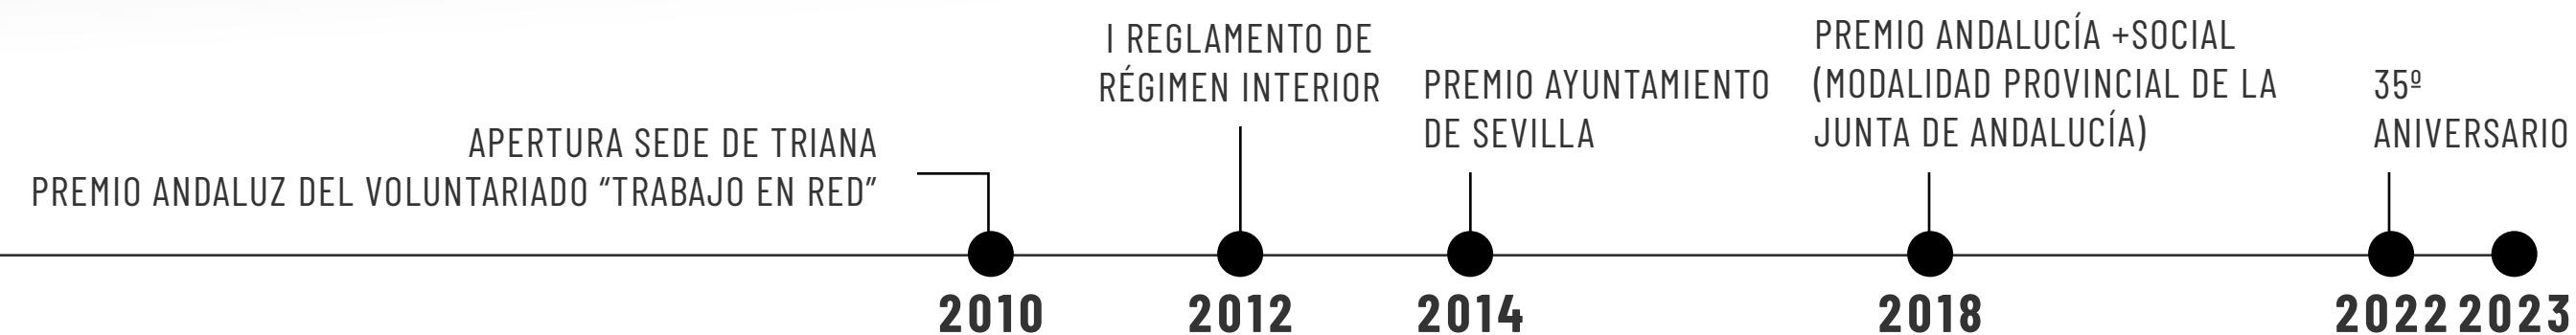 APERTURA SEDE DE TRIANA
PREMIO ANDALUZ DEL VOLUNTARIADO “TRABAJO EN RED”
I REGLAMENTO DE
RÉGIMEN INTERIOR
PREMIO AYUNTAMIENTO
DE SEVILLA
PREMIO ANDALUCÍA +SOCIAL
(MODALIDAD PROVINCIAL DE LA
JUNTA DE ANDALUCÍA)
35º
ANIVERSARIO
2010
2012
2014
2018
2022
2023